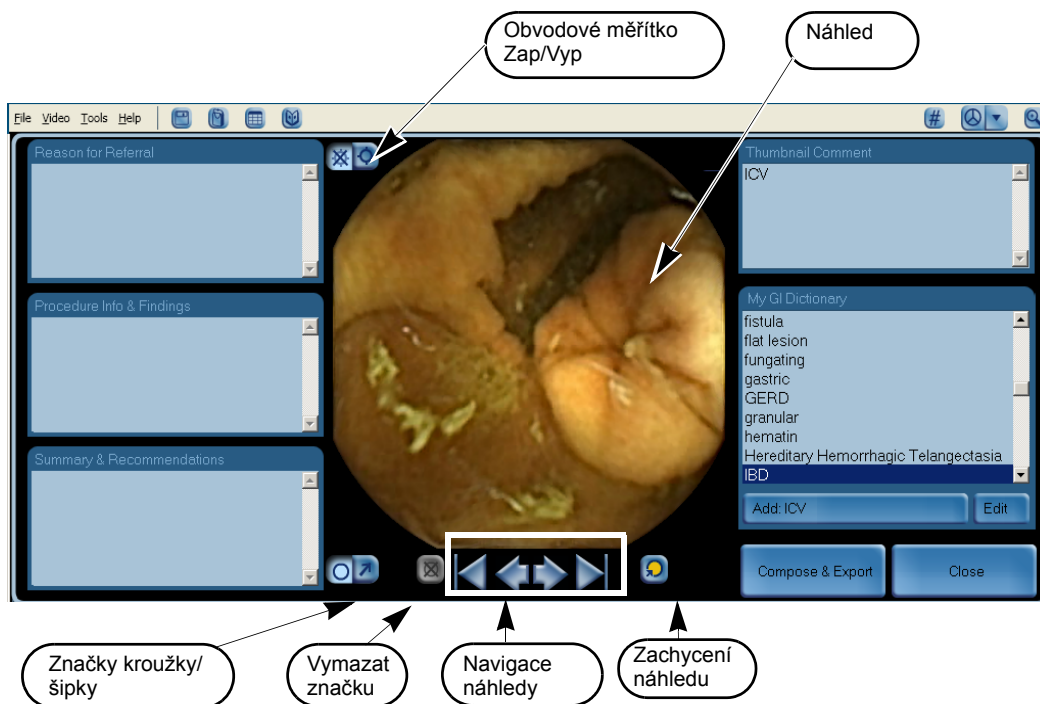 Obvodové měřítko
Zap/Vyp
Náhled
File Video Tools Help
#
Reason for Referral
Thumbnail Comment
ICV
Procedure Info & Findings
My GI Dictionary
fistula
flat lesion
fungating
gastric
GERD
granular
hematin
Hereditary Hemorrhagic Telangectasia
IBD
Summary & Recommendations
Add: ICV
Edit
Compose & Export
Close
Značky kroužky/
šipky
Vymazat
značku
Navigace
náhledy
Zachycení
náhledu